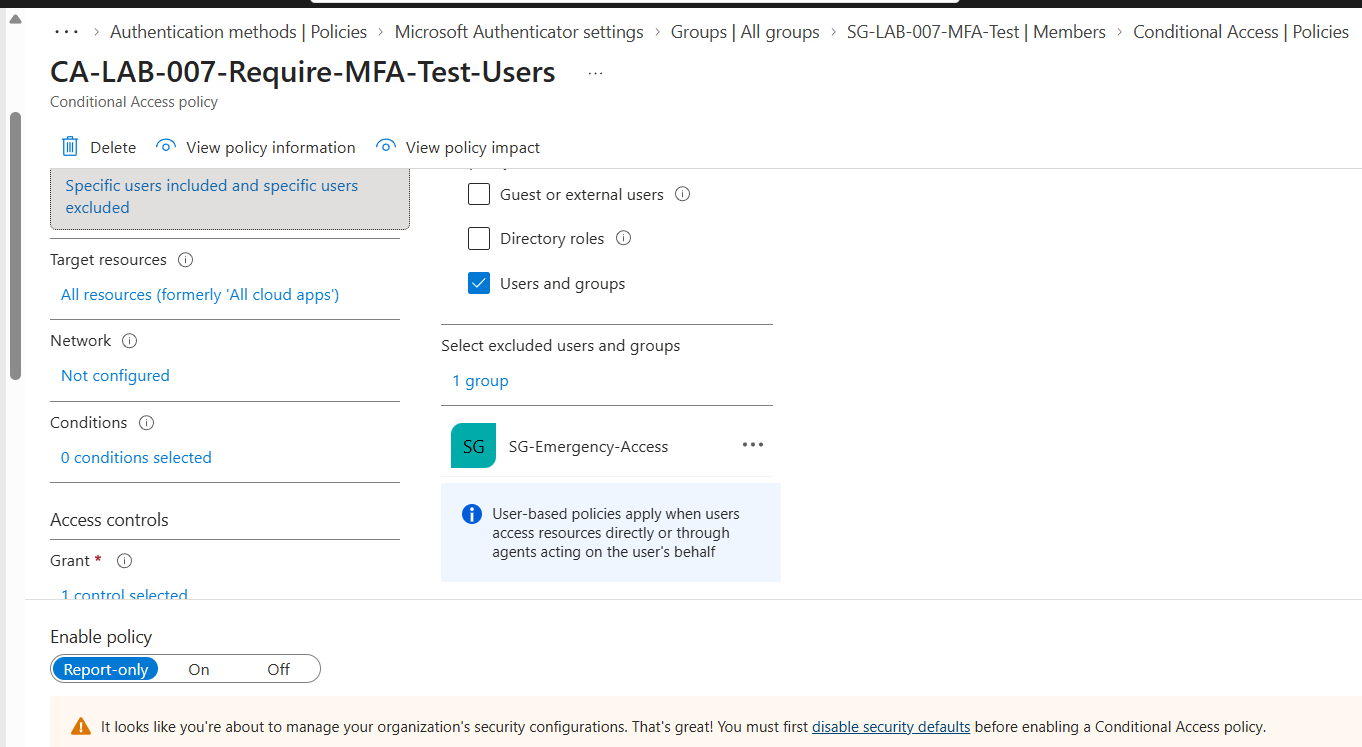 ··· > Authentication methods | Policies > Microsoft Authenticator settings > Groups | All groups > SG-LAB-007-MFA-Test | Members > Conditional Access | Policies
CA-LAB-007-Require-MFA-Test-Users ...
Conditional Access policy
Delete View policy information View policy impact
Specific users included and specific users
excluded
Target resources
All resources (formerly 'All cloud apps')
Network
Not configured
Conditions
0 conditions selected
Access controls
Grant *
1 control selected
Guest or external users
Directory roles
Users and groups
Select excluded users and groups
1 group
SG SG-Emergency-Access ···
User-based policies apply when users
access resources directly or through
agents acting on the user's behalf
Enable policy
Report-only On Off
It looks like you're about to manage your organization's security configurations. That's great! You must first disable security defaults before enabling a Conditional Access policy.